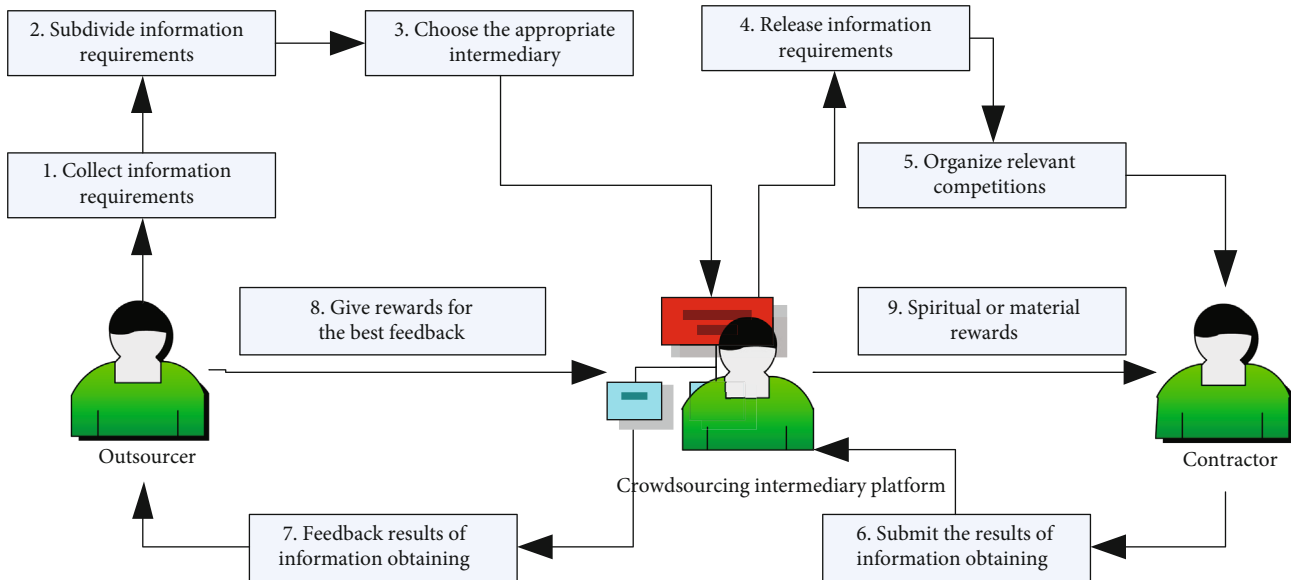 2. Subdivide information
requirements
3. Choose the appropriate
intermediary
4. Release information
requirements
1. Collect information
requirements
5. Organize relevant
competitions
8. Give rewards for
the best feedback
9. Spiritual or material
rewards
Outsourcer
Crowdsourcing intermediary platform
Contractor
7. Feedback results of
information obtaining
6. Submit the results of
information obtaining